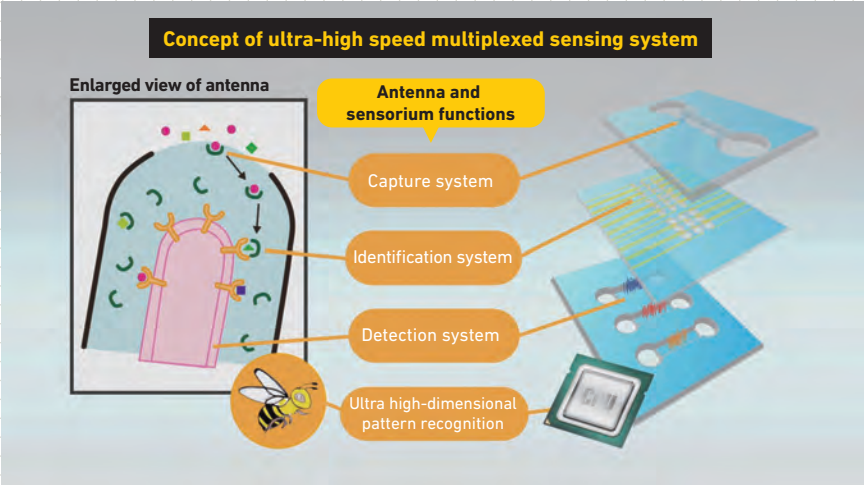 Concept of ultra-high speed multiplexed sensing system
Enlarged view of antenna
Antenna and
sensorium functions
Capture system
Identification system
Detection system
Ultra high-dimensional
pattern recognition